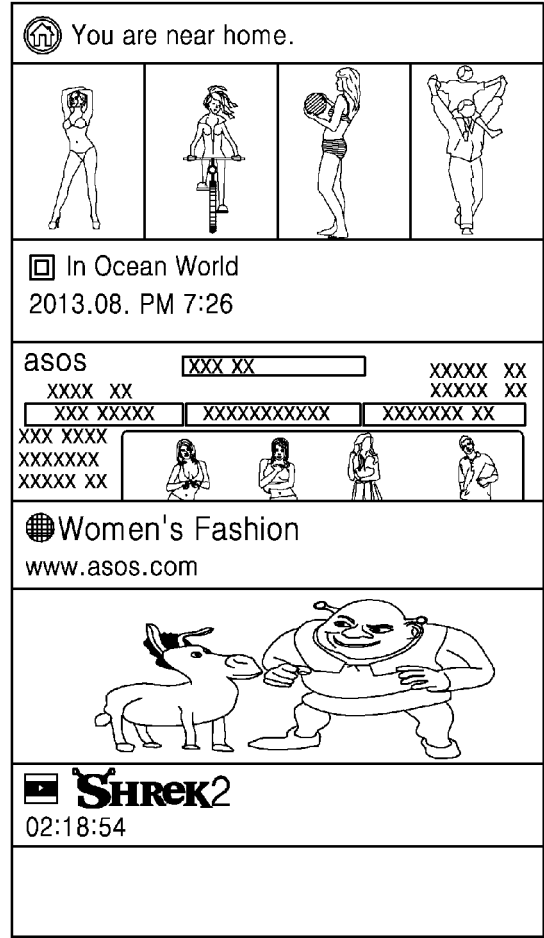 You are near home.
In Ocean World
2013.08. PM 7:26
asos
XXX XX
XXXXX XX
XXXX XX
XXXXX XX
XXX XXXXX XXXXXXXXXXX XXXXXXX XX
XXX XXXX
XXXXXXX
XXXXX XX
Women's Fashion
www.asos.com
SHReK2
02:18:54